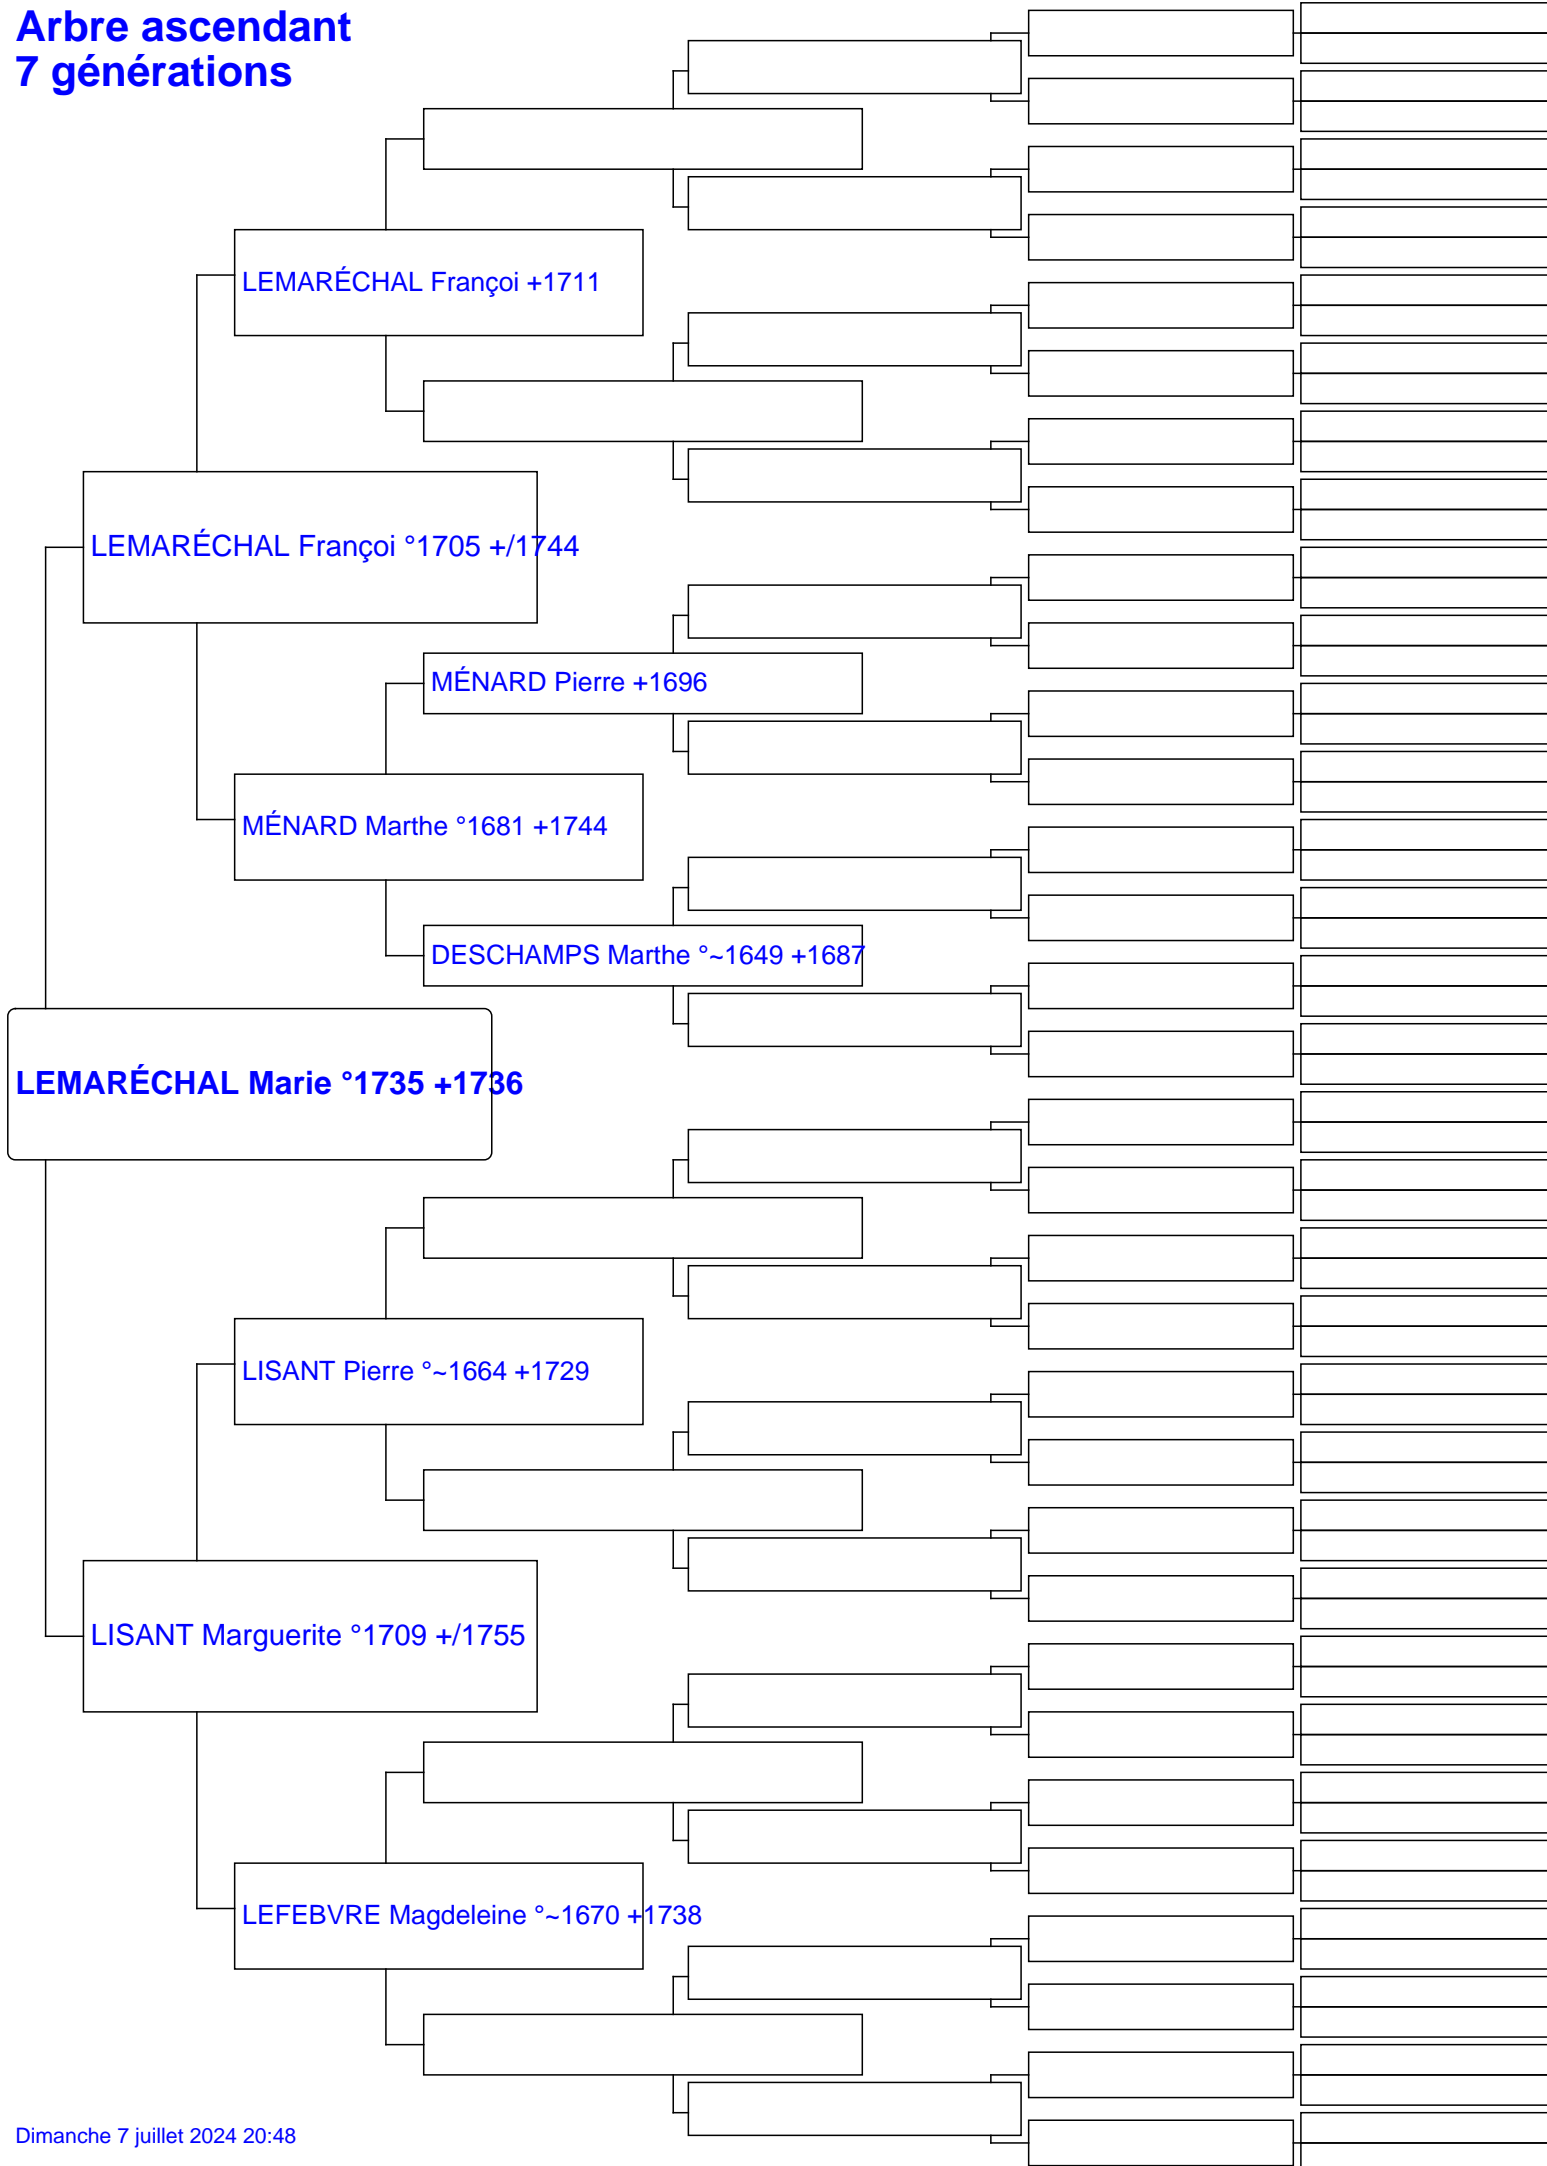 Arbre ascendant
7 générations
LEMARÉCHAL Françoi +1711
LEMARÉCHAL Françoi °1705 +/1744
MÉNARD Pierre +1696
MÉNARD Marthe °1681 +1744
DESCHAMPS Marthe °~1649 +1687
LEMARÉCHAL Marie °1735 +1736
LISANT Pierre °~1664 +1729
LISANT Marguerite °1709 +/1755
LEFEBVRE Magdeleine °~1670 +1738
Dimanche 7 juillet 2024 20:48